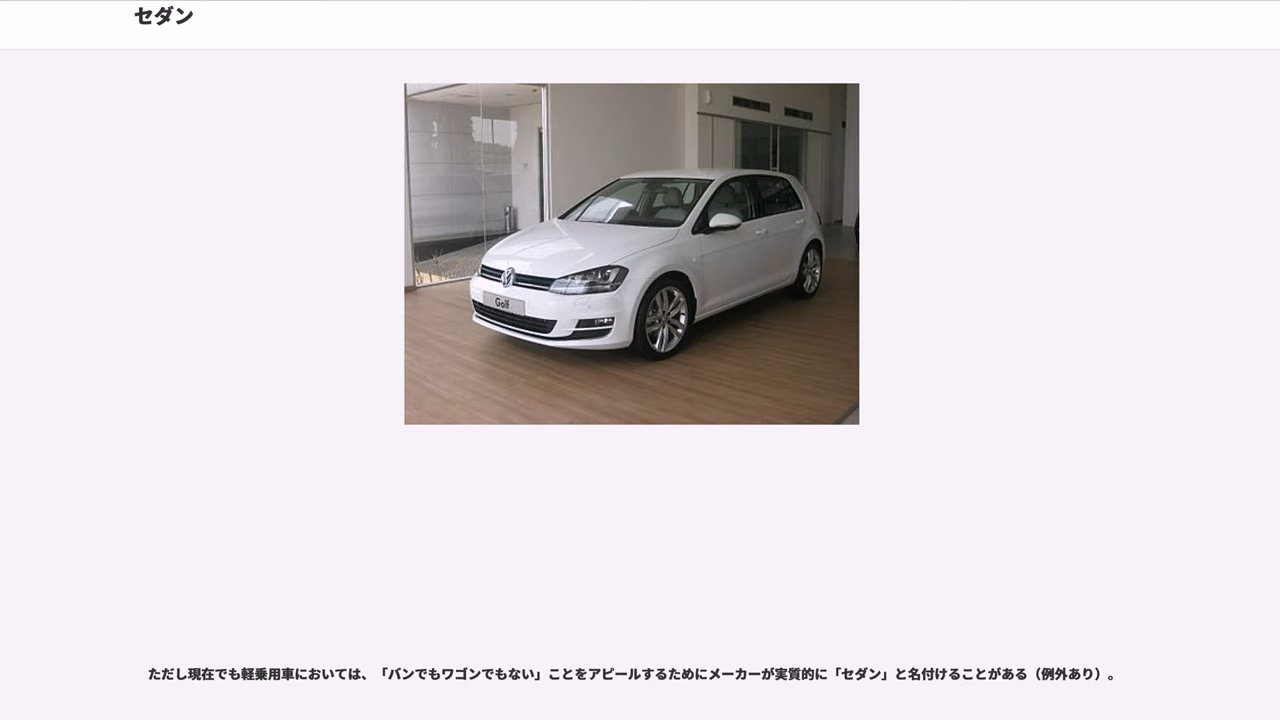 セダン
Golf
ただし現在でも軽乗用車においては、「バンでもワゴンでもない」ことをアピールするためにメーカーが実質的に「セダン」と名付けることがある（例外あり）。